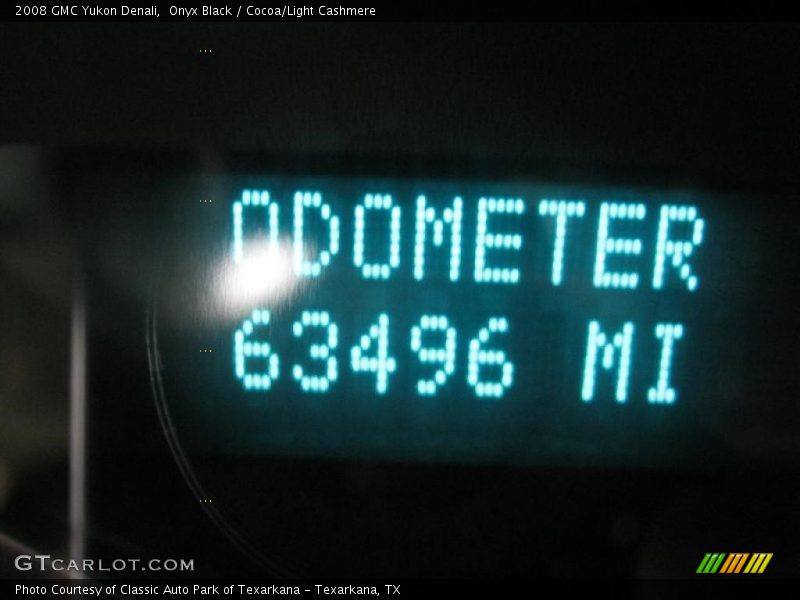 2008 GMC Yukon Denali,  Onyx Black / Cocoa/Light Cashmere
ODOMETER
63496 MI
GTCARLOT.COM
Photo Courtesy of Classic Auto Park of Texarkana - Texarkana, TX